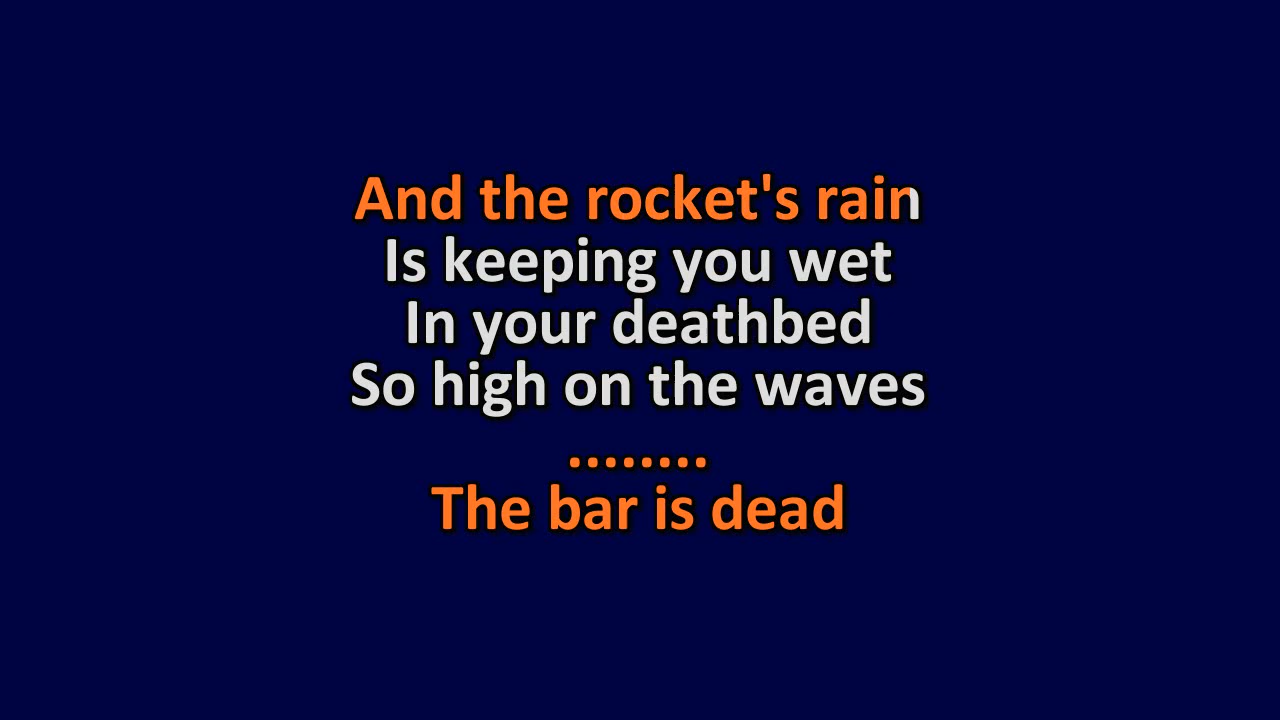 And the rocket's rain
Is keeping you wet
In your deathbed
So high on the waves
........
The bar is dead